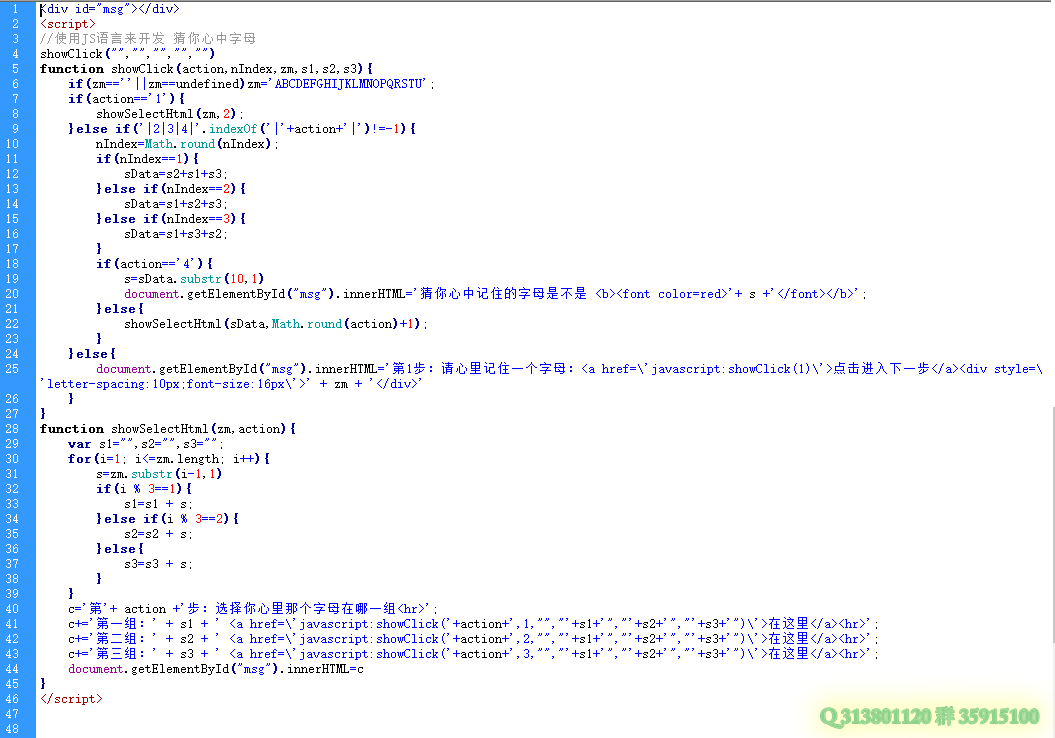 1 <div id="msg"></div>
2 <script>
3 //使用JS语言来开发 猜你心中字母
4 showClick("","","","","")
5 function showClick(action,nIndex,zm,s1,s2,s3){
6 if(zm==''||zm==undefined)zm='ABCDEFGHIJKLMNOPQRSTU';
7 if(action=='1'){
8 showSelectHtml(zm,2);
9 }else if('|2|3|4|'.indexOf('|'+action+'|')!=-1){
10 nIndex=Math.round(nIndex);
11 if(nIndex==1){
12 sData=s2+s1+s3;
13 }else if(nIndex==2){
14 sData=s1+s2+s3;
15 }else if(nIndex==3){
16 sData=s1+s3+s2;
17 }
18 if(action=='4'){
19 s=sData.substr(10,1)
20 document.getElementById("msg").innerHTML='猜你心中记住的字母是不是 <b><font color=red>'+ s +'</font></b>';
21 }else{
22 showSelectHtml(sData,Math.round(action)+1);
23 }
24 }else{
25 document.getElementById("msg").innerHTML='第1步：请心里记住一个字母：<a href=\'javascript:showClick(1)\'>点击进入下一步</a><div style=\
'letter-spacing:10px;font-size:16px\'>' + zm + '</div>'
26 }
27 }
28 function showSelectHtml(zm,action){
29 var s1="",s2="",s3="";
30 for(i=1; i<=zm.length; i++){
31 s=zm.substr(i-1,1)
32 if(i % 3==1){
33 s1=s1 + s;
34 }else if(i % 3==2){
35 s2=s2 + s;
36 }else{
37 s3=s3 + s;
38 }
39 }
40 c='第'+ action +'步：选择你心里那个字母在哪一组<hr>';
41 c+='第一组：' + s1 + ' <a href=\'javascript:showClick('+action+',1,"","'+s1+'","'+s2+'","'+s3+'")\'>在这里</a><hr>';
42 c+='第二组：' + s2 + ' <a href=\'javascript:showClick('+action+',2,"","'+s1+'","'+s2+'","'+s3+'")\'>在这里</a><hr>';
43 c+='第三组：' + s3 + ' <a href=\'javascript:showClick('+action+',3,"","'+s1+'","'+s2+'","'+s3+'")\'>在这里</a><hr>';
44 document.getElementById("msg").innerHTML=c
45 }
46 </script>
47
48
Q313801120 群 35915100